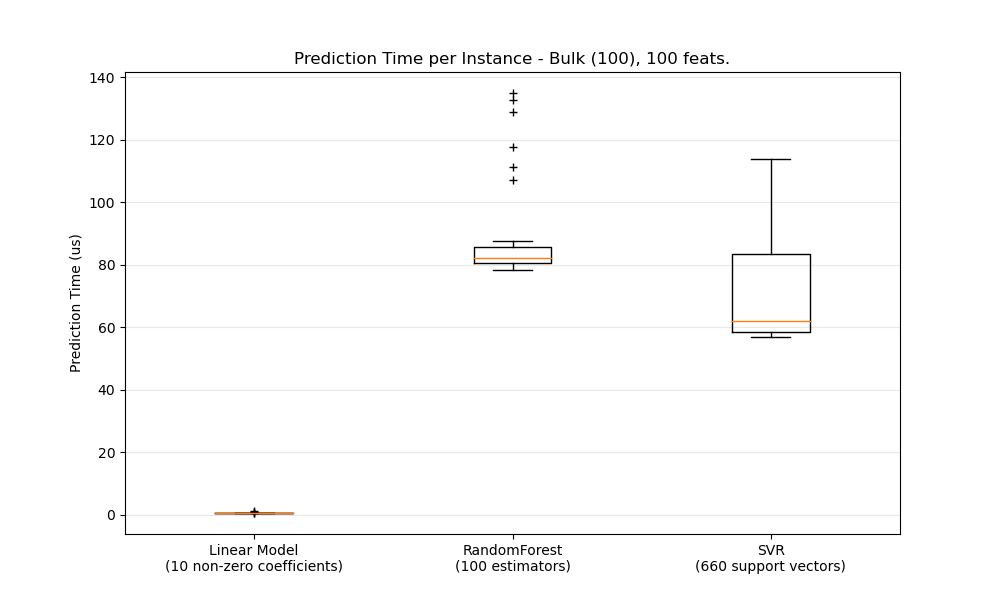 Prediction Time per Instance - Bulk (100), 100 feats.
140
120
100
80
60
40
20
0
Prediction Time (us)
Linear Model
(10 non-zero coefficients)
RandomForest
(100 estimators)
SVR
(660 support vectors)